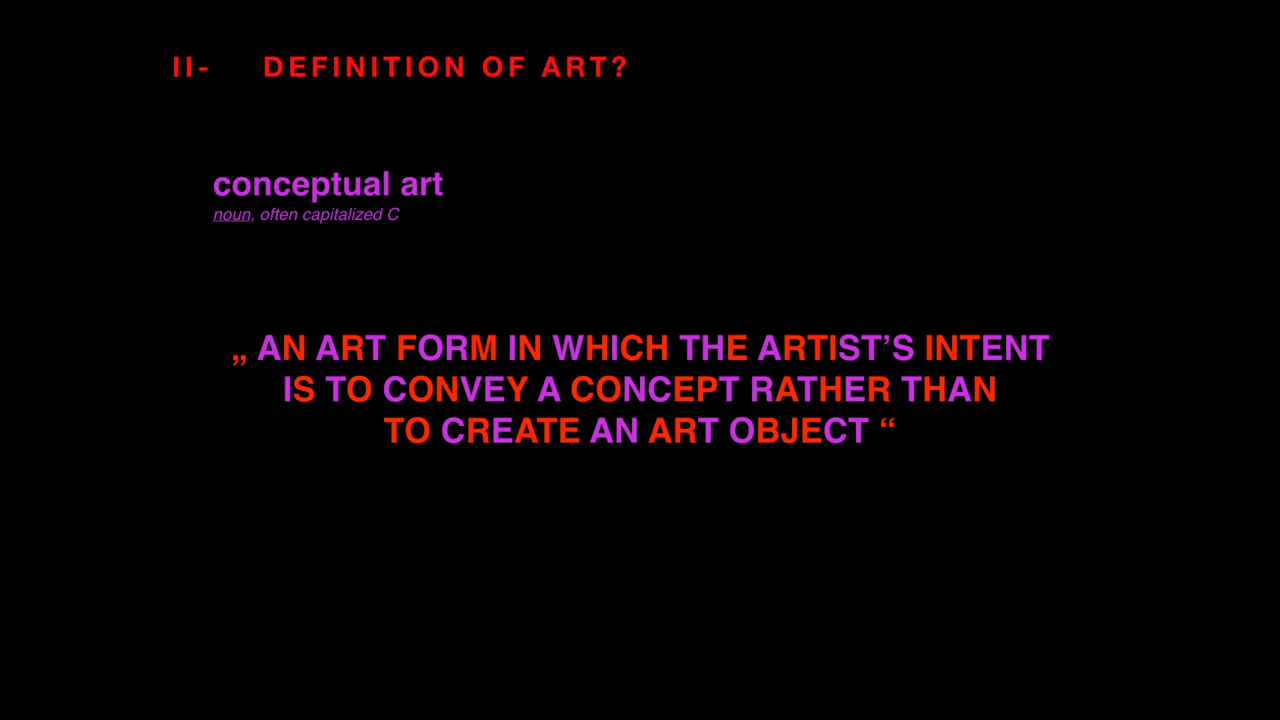 II- DEFINITION OF ART?
conceptual art
noun, often capitalized C
„ AN ART FORM IN WHICH THE ARTIST’S INTENT
IS TO CONVEY A CONCEPT RATHER THAN
TO CREATE AN ART OBJECT “